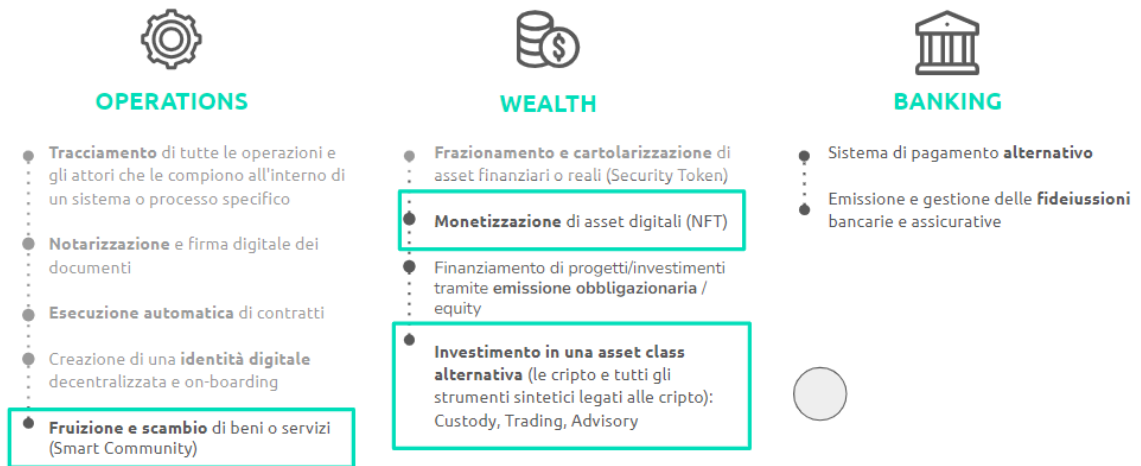 OPERATIONS
Tracciamento di tutte le operazioni e
gli attori che le compiono all'interno di
un sistema o processo specifico
Notarizzazione e firma digitale dei
documenti
Esecuzione automatica di contratti
Creazione di una identità digitale
decentralizzata e on-boarding
Fruizione e scambio di beni o servizi
(Smart Community)
WEALTH
Frazionamento e cartolarizzazione di
asset finanziari o reali (Security Token)
Monetizzazione di asset digitali (NFT)
Finanziamento di progetti/investimenti
tramite emissione obbligazionaria /
equity
Investimento in una asset class
alternativa (le cripto e tutti gli
strumenti sintetici legati alle cripto):
Custody, Trading, Advisory
BANKING
Sistema di pagamento alternativo
Emissione e gestione delle fideiussioni
bancarie e assicurative